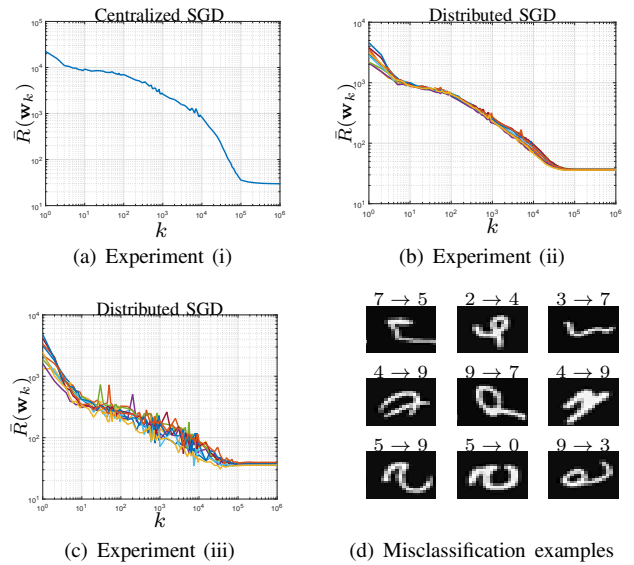 Centralized SGD
10^5
10^4
10^3
10^2
10^1
R̄(w_k)
10^0 10^1 10^2 10^3 10^4 10^5 10^6
k
(a) Experiment (i)
Distributed SGD
10^4
10^3
10^2
10^1
R̄(w_k)
10^0 10^1 10^2 10^3 10^4 10^5 10^6
k
(b) Experiment (ii)
Distributed SGD
10^4
10^3
10^2
10^1
R̄(w_k)
10^0 10^1 10^2 10^3 10^4 10^5 10^6
k
(c) Experiment (iii)
7 → 5 2 → 4 3 → 7
4 → 9 9 → 7 4 → 9
5 → 9 5 → 0 9 → 3
(d) Misclassification examples